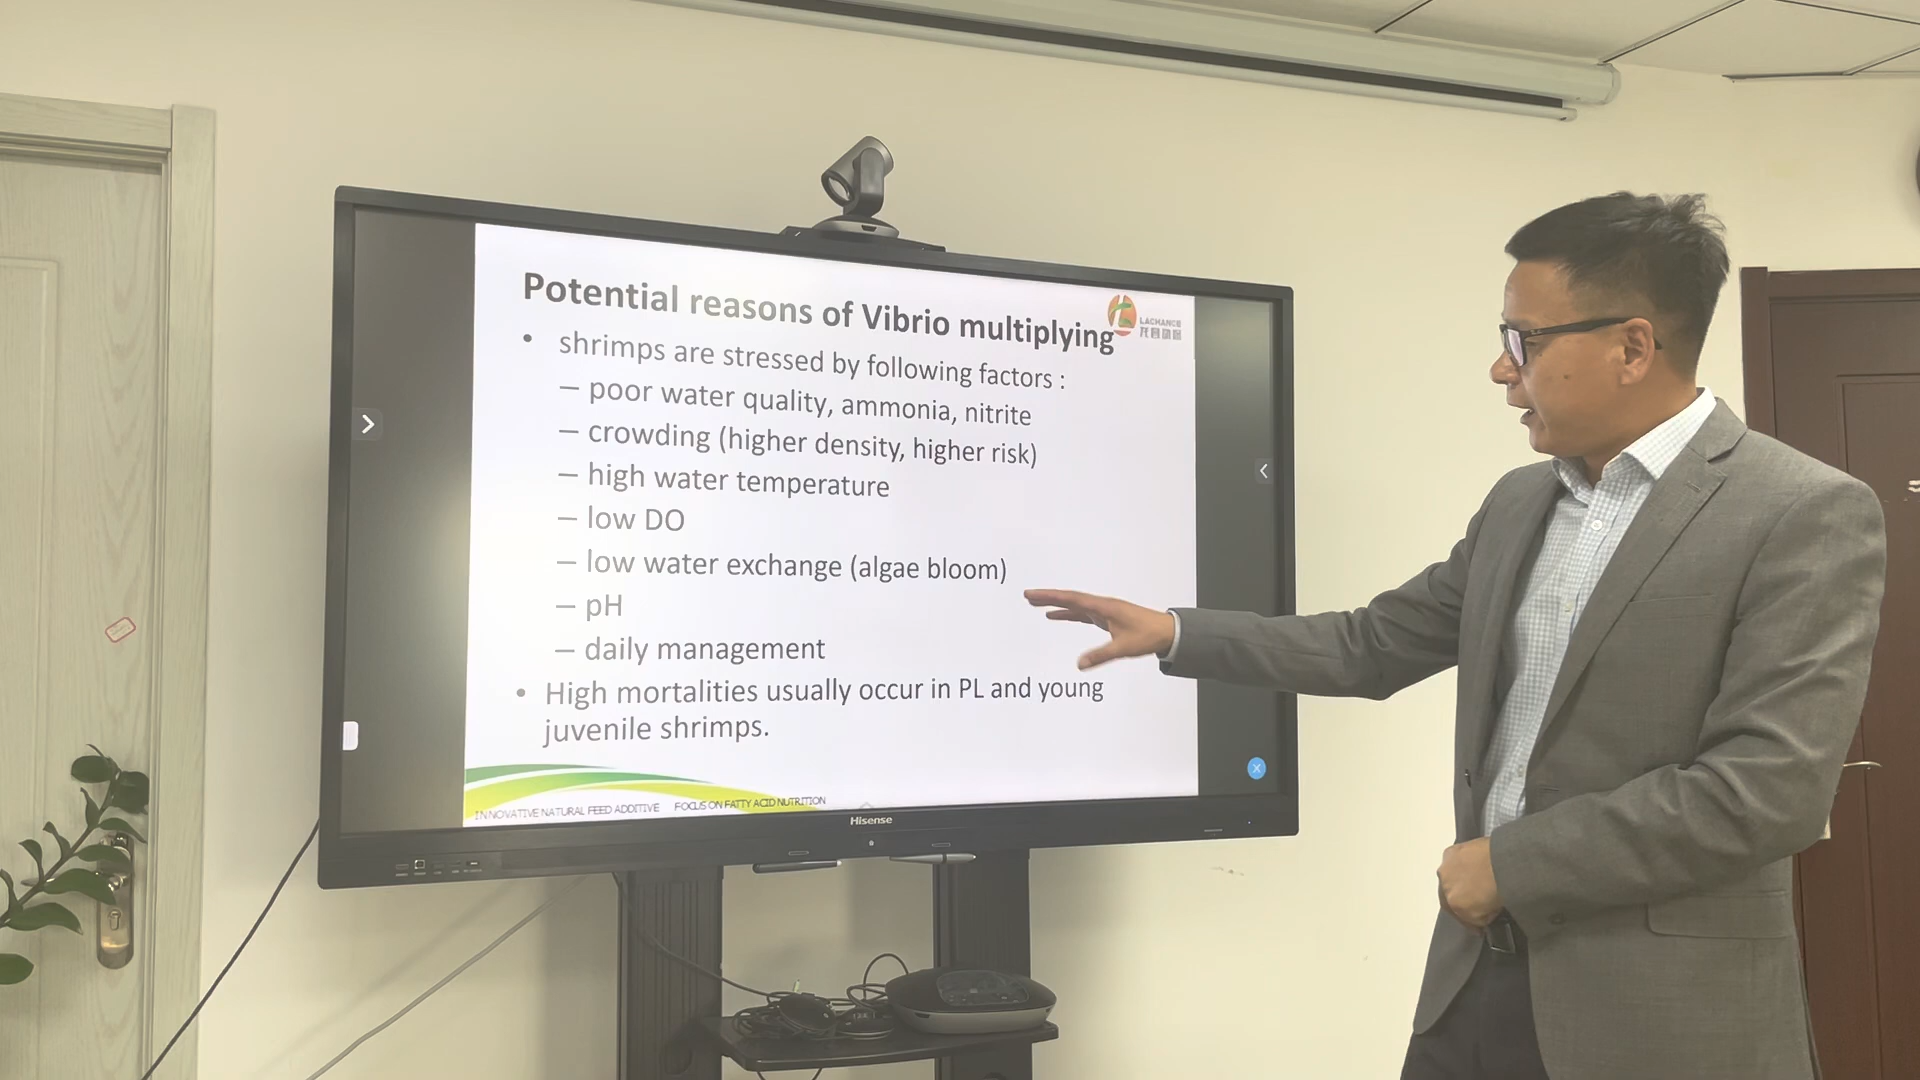 Potential reasons of Vibrio multiplying
LACHANCE
• shrimps are stressed by following factors :
– poor water quality, ammonia, nitrite
– crowding (higher density, higher risk)
– high water temperature
– low DO
– low water exchange (algae bloom)
– pH
– daily management
• High mortalities usually occur in PL and young
juvenile shrimps.
INNOVATIVE NATURAL FEED ADDITIVE FOCUS ON FATTY ACID NUTRITION
Hisense